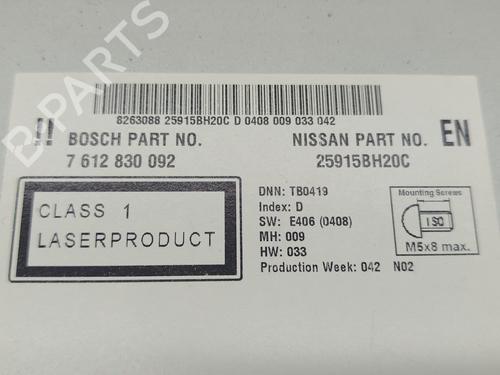 B-PARTS
8263088 25915BH20C D 0408 009 033 042
BOSCH PART NO.
7 612 830 092
NISSAN PART NO.
25915BH20C
EN
CLASS 1
LASERPRODUCT
DNN: TB0419
Index: D
SW: E406 (0408)
MH: 009
HW: 033
Production Week: 042 N02
Mounting Screws
ISO
M5x8 max.